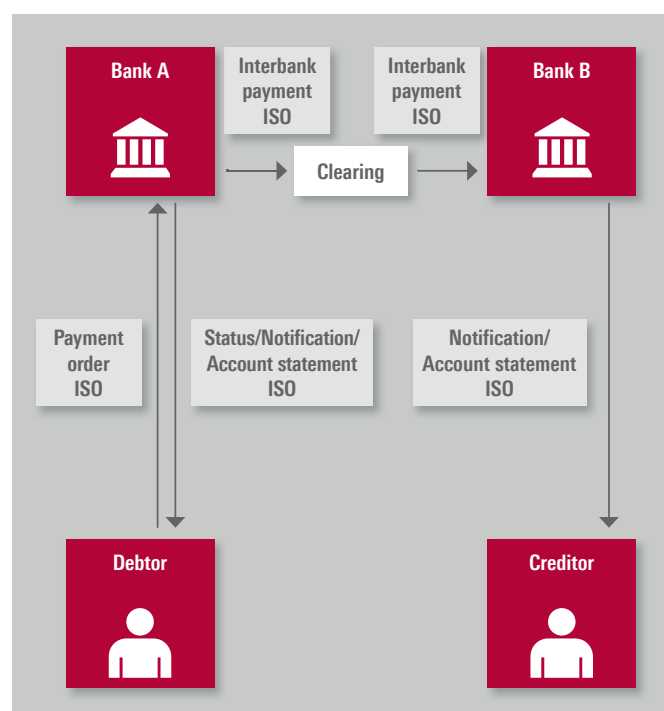 Bank A
Interbank
payment
ISO
Interbank
payment
ISO
Bank B
Clearing
Payment
order
ISO
Status/Notification/
Account statement
ISO
Notification/
Account statement
ISO
Debtor
Creditor